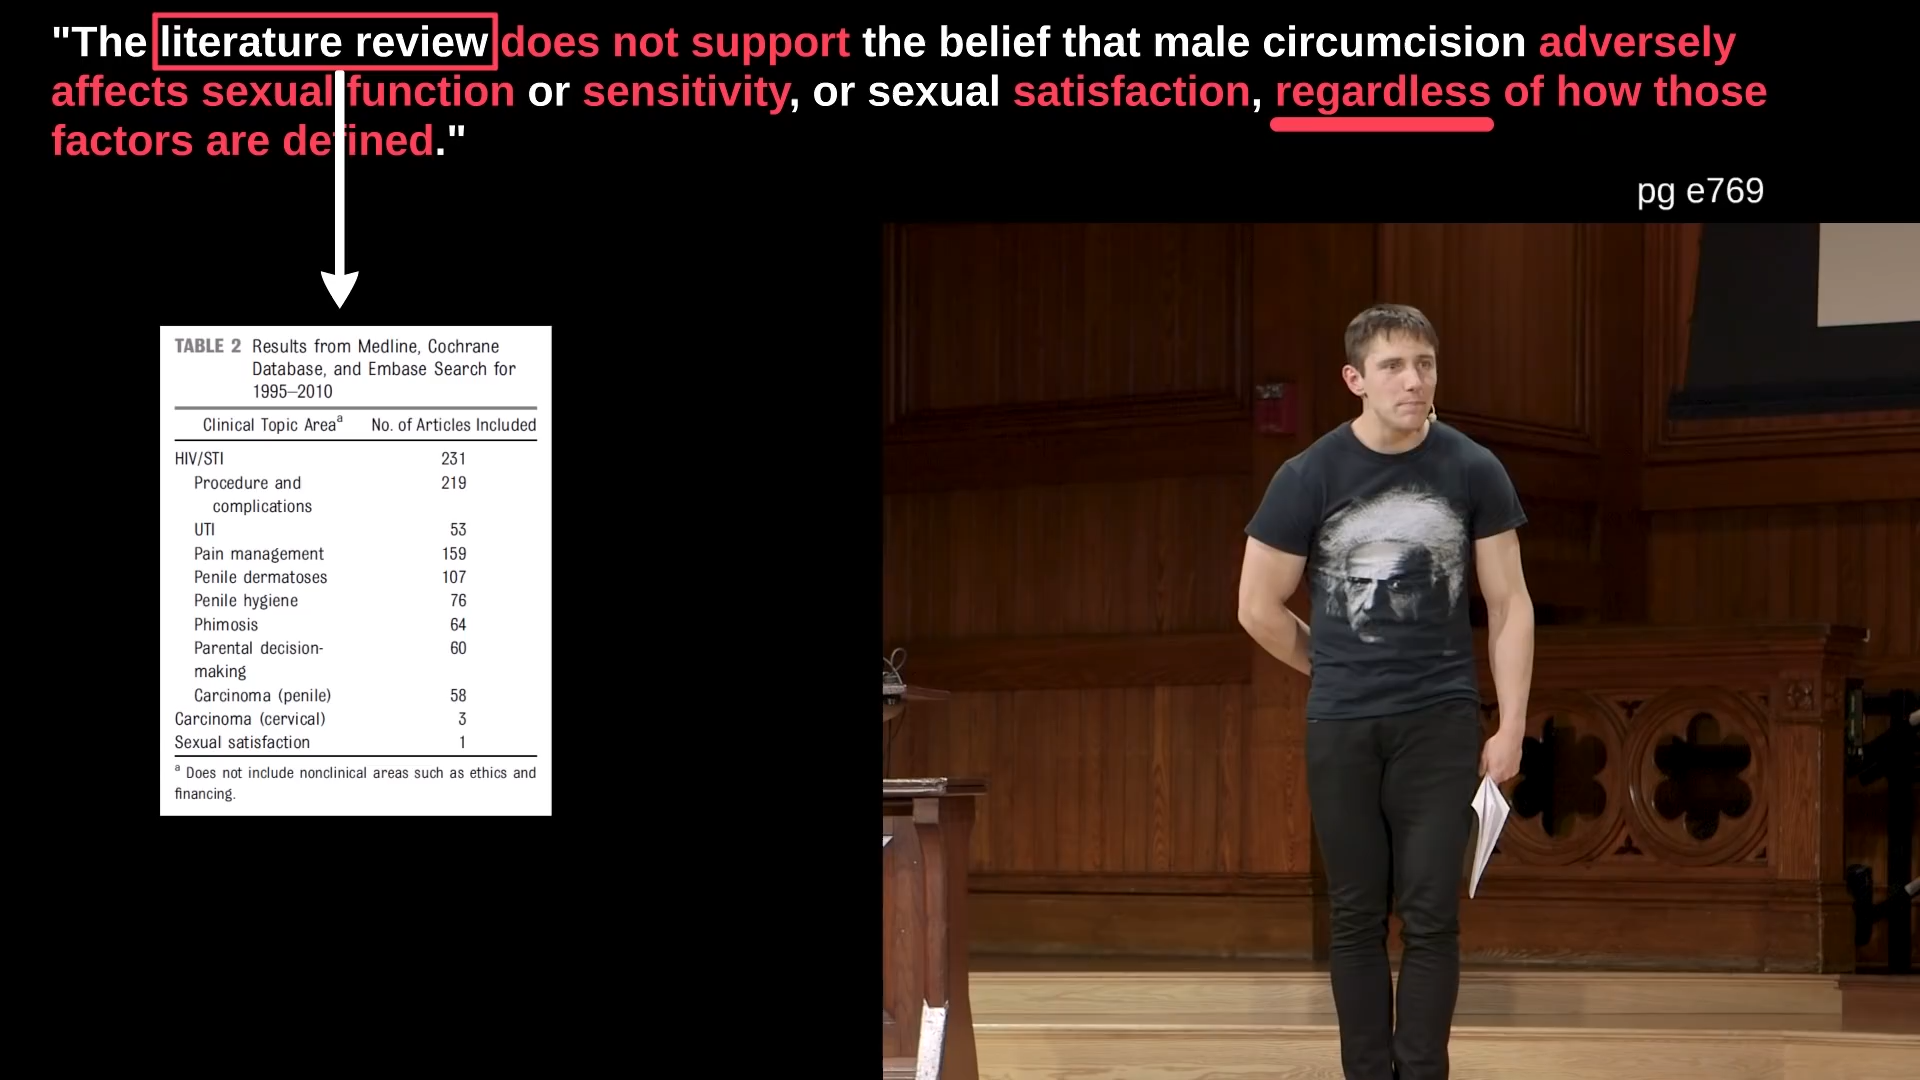 "The literature review does not support the belief that male circumcision adversely
affects sexual function or sensitivity, or sexual satisfaction, regardless of how those
factors are defined."
pg e769
TABLE 2 Results from Medline, Cochrane
Database, and Embase Search for
1995–2010
Clinical Topic Areaa No. of Articles Included
HIV/STI 231
Procedure and 219
complications
UTI 53
Pain management 159
Penile dermatoses 107
Penile hygiene 76
Phimosis 64
Parental decision- 60
making
Carcinoma (penile) 58
Carcinoma (cervical) 3
Sexual satisfaction 1
a Does not include nonclinical areas such as ethics and
financing.